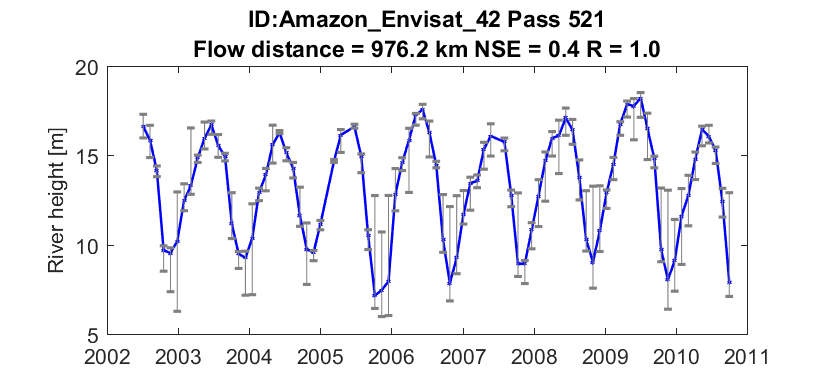 ID:Amazon_Envisat_42 Pass 521
Flow distance = 976.2 km NSE = 0.4 R = 1.0
River height [m]
20
15
10
5
2002 2003 2004 2005 2006 2007 2008 2009 2010 2011